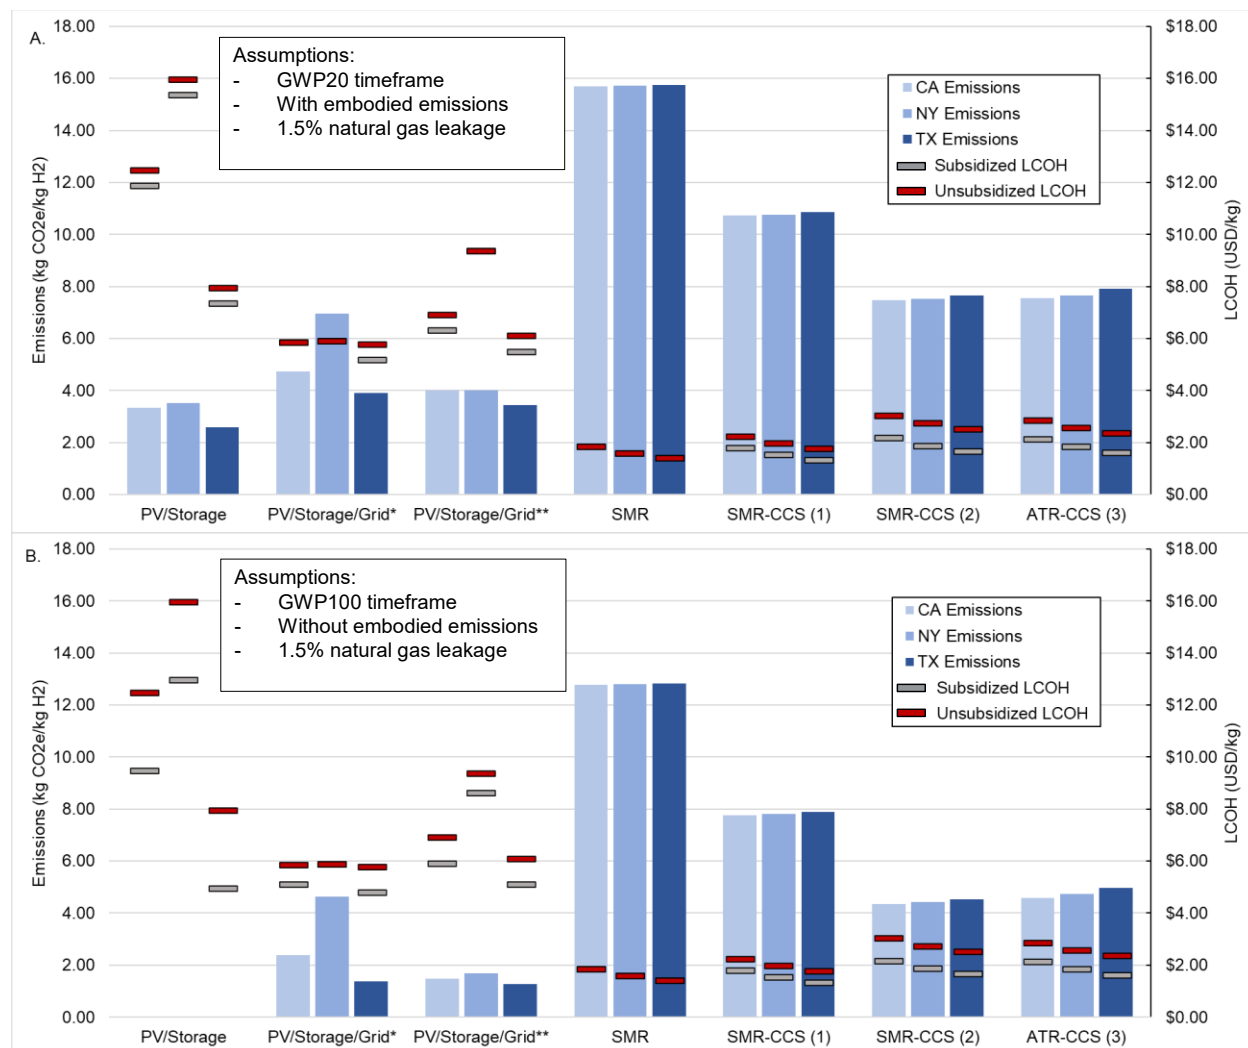 A.
Assumptions:
- GWP20 timeframe
- With embodied emissions
- 1.5% natural gas leakage
CA Emissions
NY Emissions
TX Emissions
Subsidized LCOH
Unsubsidized LCOH
Emissions (kg CO2e/kg H2)
18.00
16.00
14.00
12.00
10.00
8.00
6.00
4.00
2.00
0.00
$18.00
$16.00
$14.00
$12.00
$10.00
$8.00
$6.00
$4.00
$2.00
$0.00
LCOH (USD/kg)
PV/Storage PV/Storage/Grid* PV/Storage/Grid** SMR SMR-CCS (1) SMR-CCS (2) ATR-CCS (3)
B.
Assumptions:
- GWP100 timeframe
- Without embodied emissions
- 1.5% natural gas leakage
CA Emissions
NY Emissions
TX Emissions
Subsidized LCOH
Unsubsidized LCOH
Emissions (kg CO2e/kg H2)
18.00
16.00
14.00
12.00
10.00
8.00
6.00
4.00
2.00
0.00
$18.00
$16.00
$14.00
$12.00
$10.00
$8.00
$6.00
$4.00
$2.00
$0.00
LCOH (USD/kg)
PV/Storage PV/Storage/Grid* PV/Storage/Grid** SMR SMR-CCS (1) SMR-CCS (2) ATR-CCS (3)